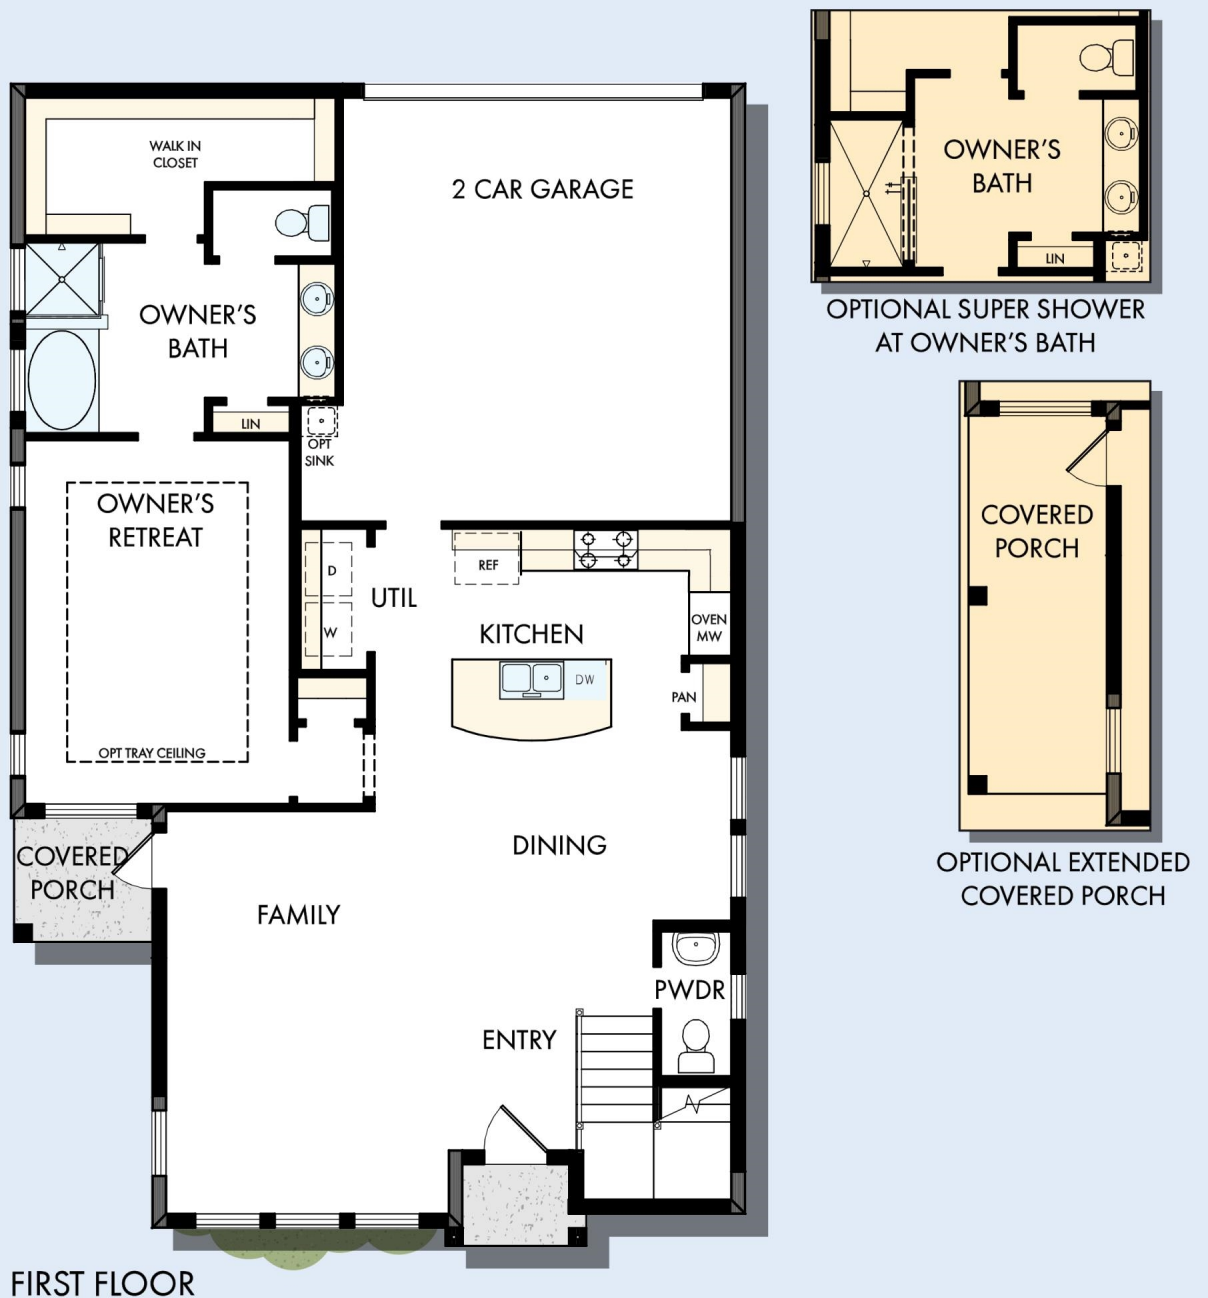 WALK IN
CLOSET
2 CAR GARAGE
OWNER'S
BATH
LIN
OPT
SINK
OWNER'S
RETREAT
OPT TRAY CEILING
D
W
UTIL
REF
KITCHEN
OVEN
MW
DW
PAN
DINING
COVERED
PORCH
FAMILY
PWDR
ENTRY
FIRST FLOOR
OWNER'S
BATH
LIN
OPTIONAL SUPER SHOWER
AT OWNER'S BATH
COVERED
PORCH
OPTIONAL EXTENDED
COVERED PORCH